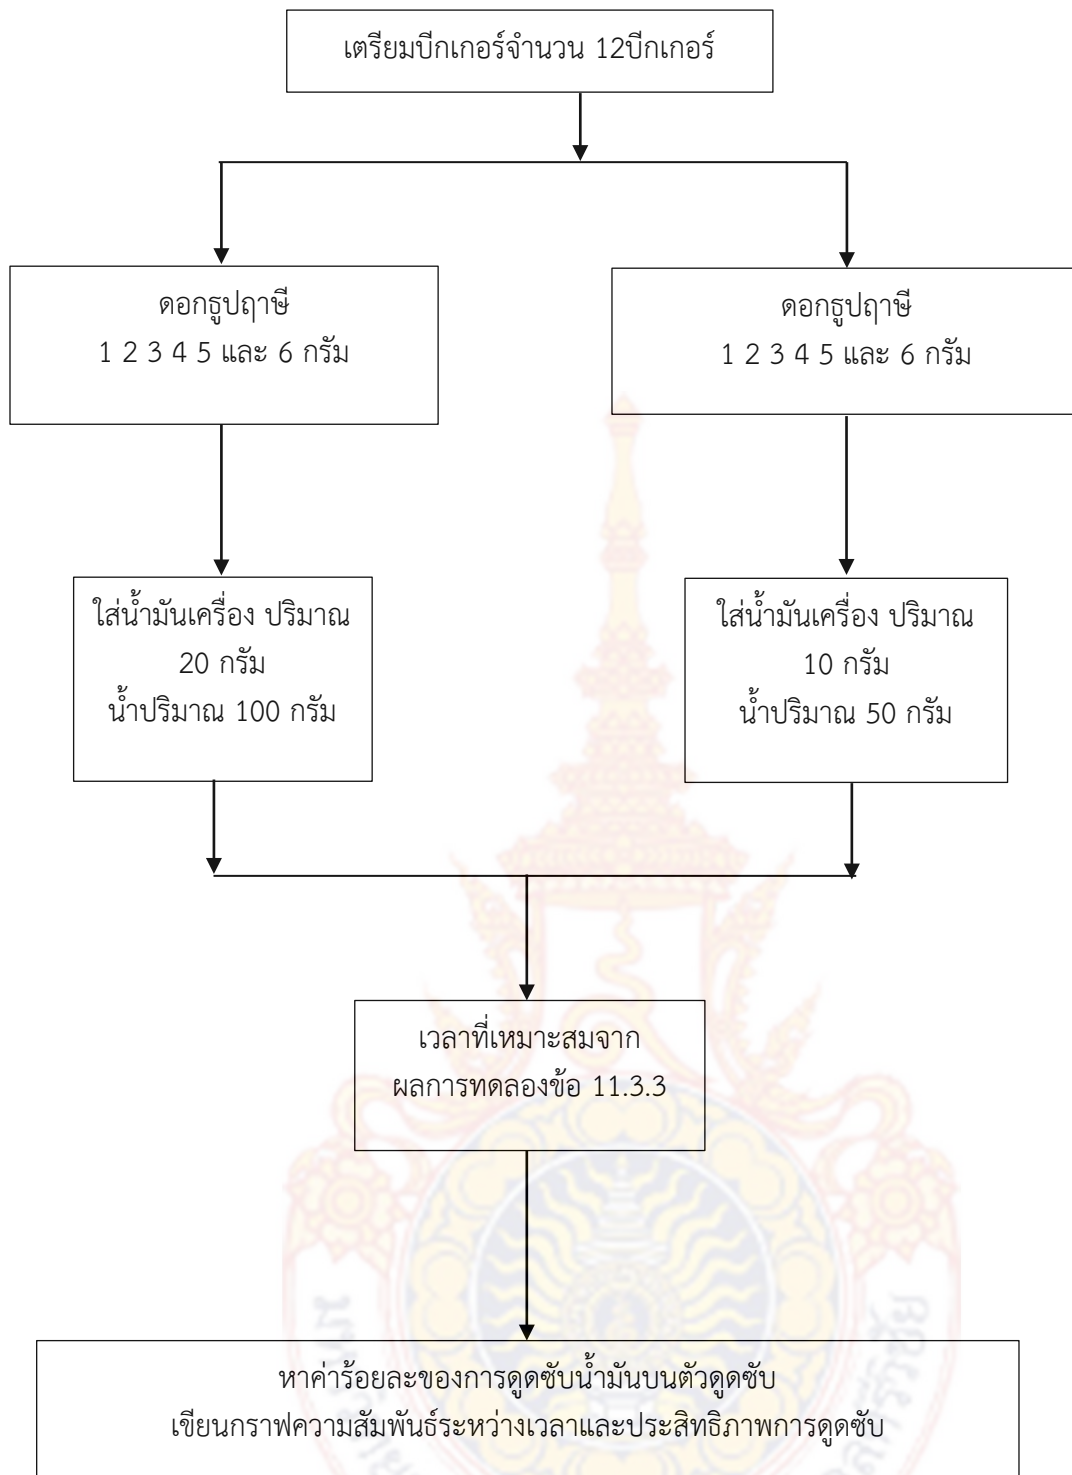 เตรียมบีกเกอร์จำนวน 12บีกเกอร์
ดอกธูปฤาษี
1 2 3 4 5 และ 6 กรัม
ดอกธูปฤาษี
1 2 3 4 5 และ 6 กรัม
ใส่น้ำมันเครื่อง ปริมาณ
20 กรัม
น้ำปริมาณ 100 กรัม
ใส่น้ำมันเครื่อง ปริมาณ
10 กรัม
น้ำปริมาณ 50 กรัม
เวลาที่เหมาะสมจาก
ผลการทดลองข้อ 11.3.3
หาค่าร้อยละของการดูดซับน้ำมันบนตัวดูดซับ
เขียนกราฟความสัมพันธ์ระหว่างเวลาและประสิทธิภาพการดูดซับ